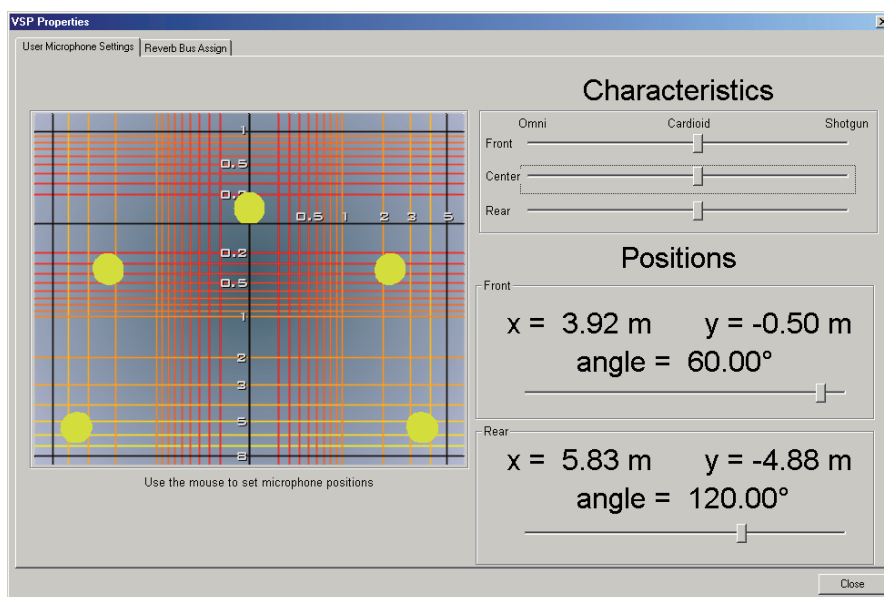 VSP Properties
User Microphone Settings
Reverb Bus Assign
Characteristics
Omni Cardioid Shotgun
Front
Center
Rear
1
0.5
0.5 1 2 3 5
0.2
0.5
1
2
3
5
Use the mouse to set microphone positions
Positions
Front
x = 3.92 m y = -0.50 m
angle = 60.00°
Rear
x = 5.83 m y = -4.88 m
angle = 120.00°
Close